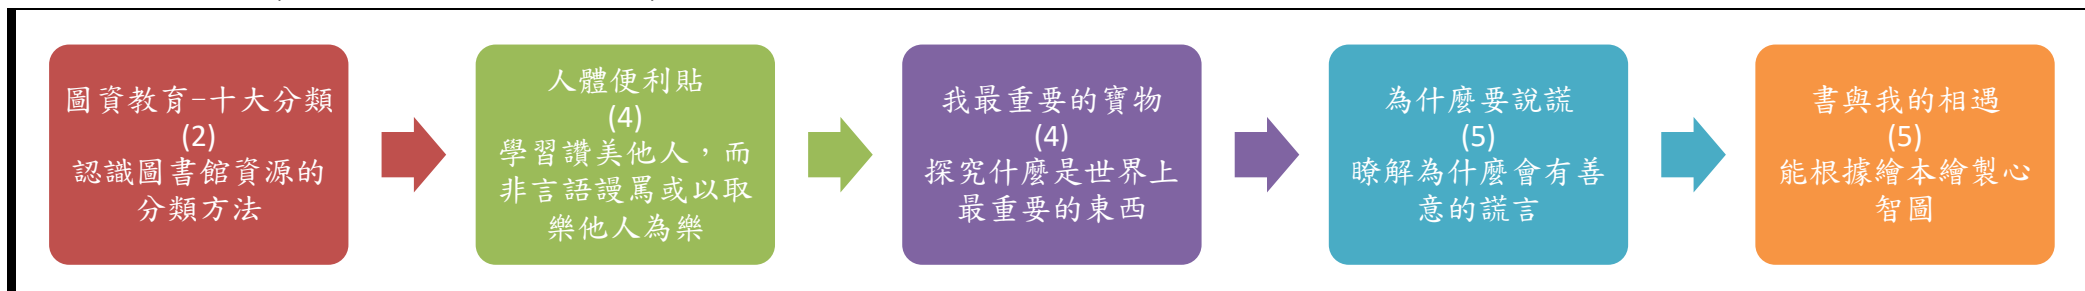 圖資教育-十大分類
(2)
認識圖書館資源的
分類方法
人體便利貼
(4)
學習讚美他人，而
非言語謾罵或以取
樂他人為樂
我最重要的寶物
(4)
探究什麼是世界上
最重要的東西
為什麼要說謊
(5)
瞭解為什麼會有善
意的謊言
書與我的相遇
(5)
能根據繪本繪製心
智圖